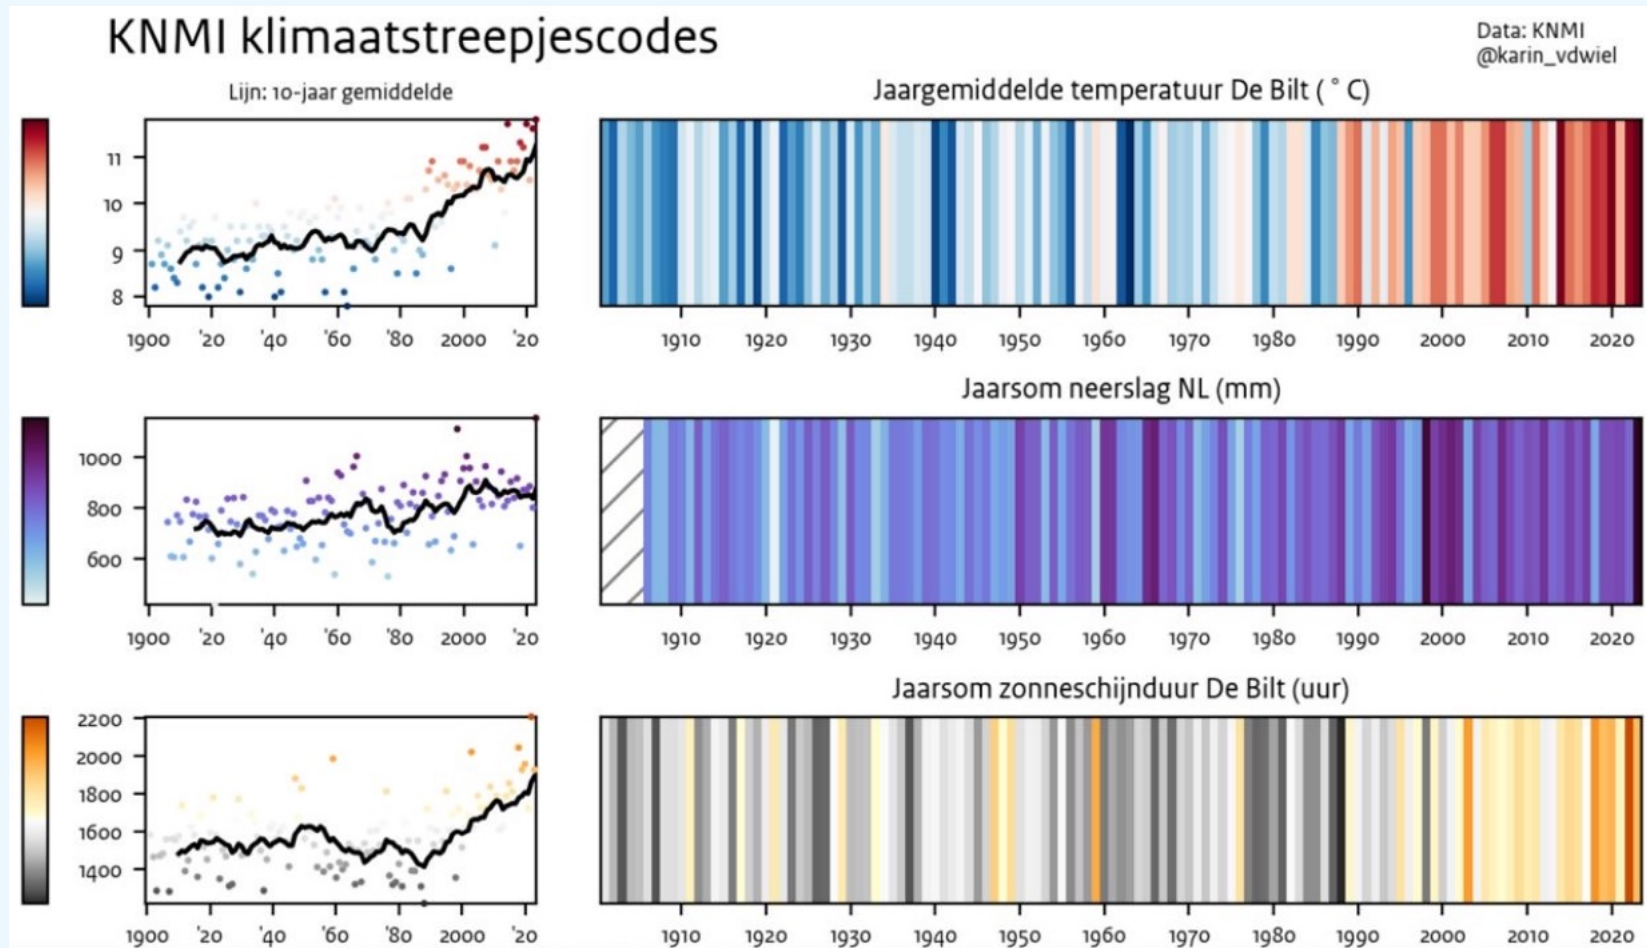 KNMI klimaatstreepjescodes
Data: KNMI
@karin_vdwiel
Lijn: 10-jaar gemiddelde
Jaargemiddelde temperatuur De Bilt (°C)
11
10
9
8
1900 '20 '40 '60 '80 2000 '20
1910 1920 1930 1940 1950 1960 1970 1980 1990 2000 2010 2020
Jaarsom neerslag NL (mm)
1000
800
600
1900 '20 '40 '60 '80 2000 '20
1910 1920 1930 1940 1950 1960 1970 1980 1990 2000 2010 2020
Jaarsom zonneschijnduur De Bilt (uur)
2200
2000
1800
1600
1400
1900 '20 '40 '60 '80 2000 '20
1910 1920 1930 1940 1950 1960 1970 1980 1990 2000 2010 2020